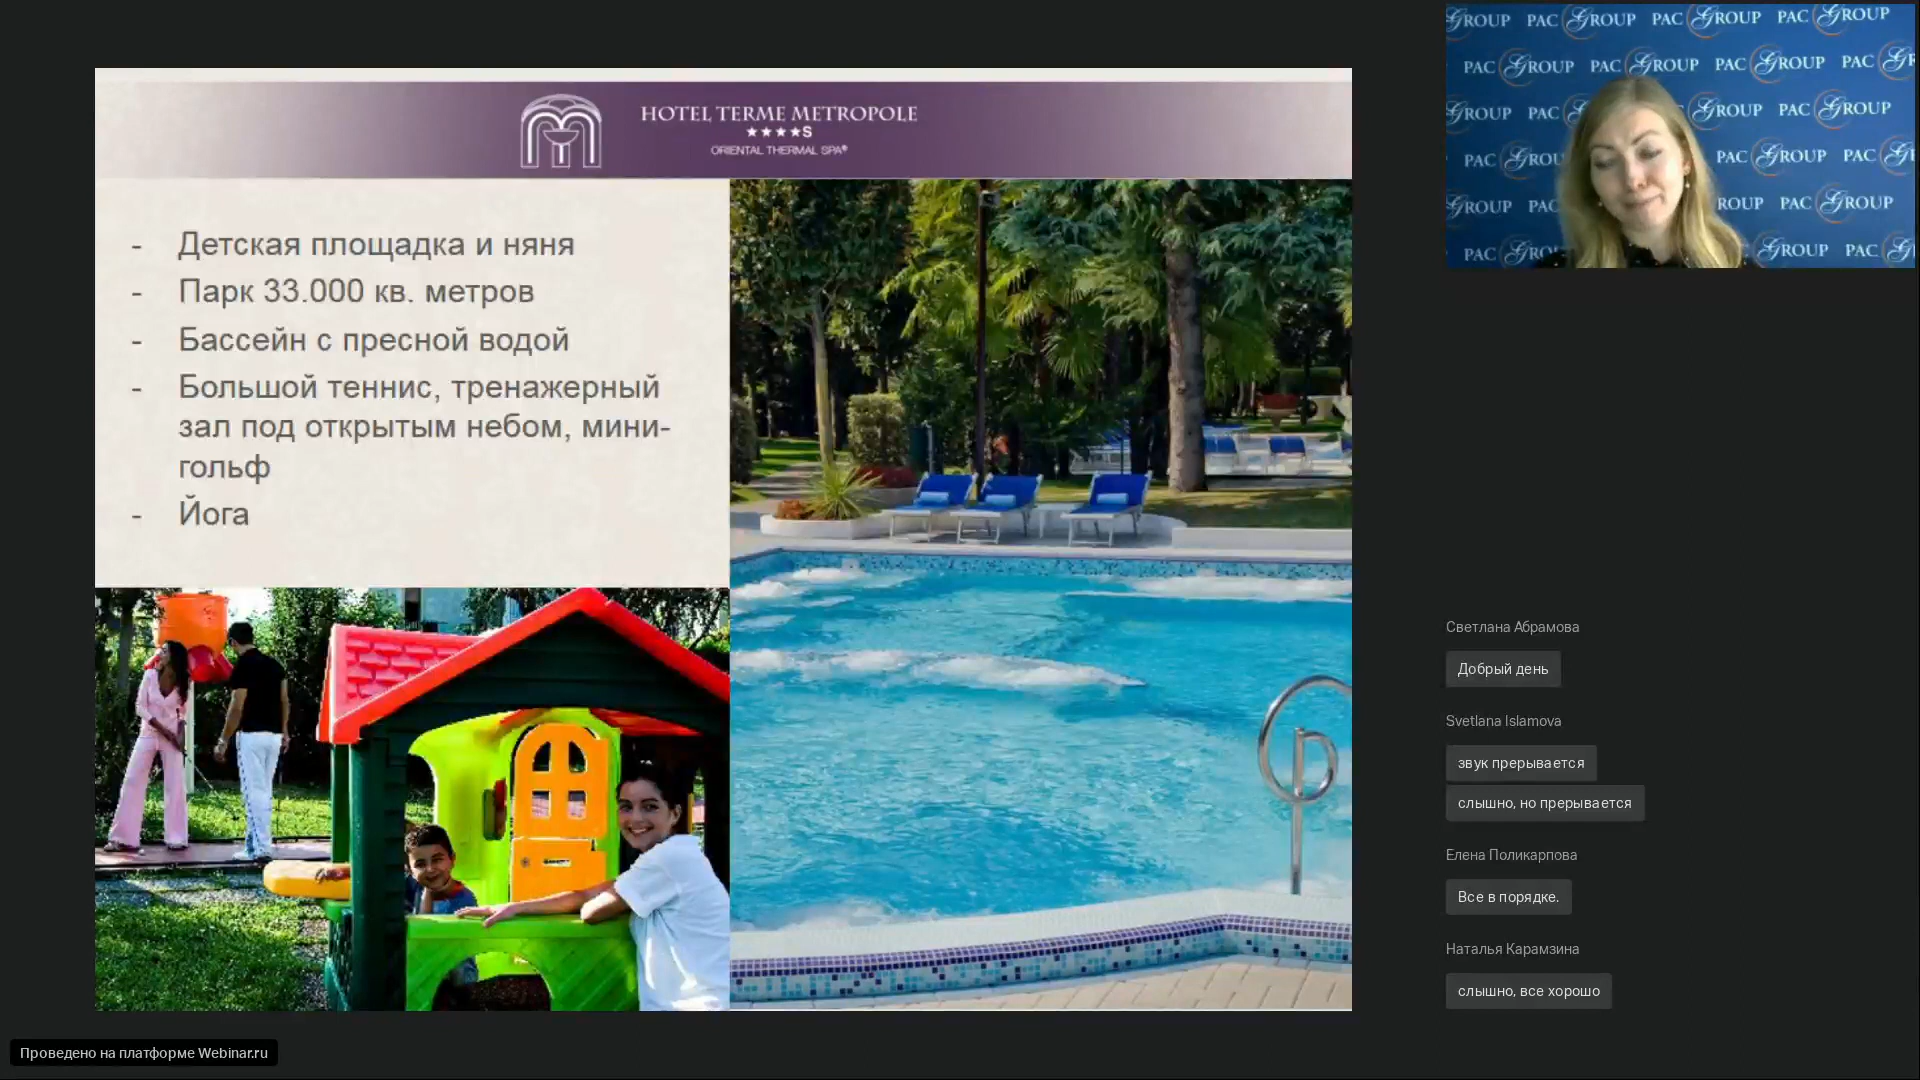 HOTEL TERME METROPOLE
★★★★S
ORIENTAL THERMAL SPA®
- Детская площадка и няня
- Парк 33.000 кв. метров
- Бассейн с пресной водой
- Большой теннис, тренажерный
зал под открытым небом, мини-
гольф
- Йога
PAC GROUP
Светлана Абрамова
Добрый день
Svetlana Islamova
звук прерывается
слышно, но прерывается
Елена Поликарпова
Все в порядке.
Наталья Карамзина
слышно, все хорошо
Проведено на платформе Webinar.ru